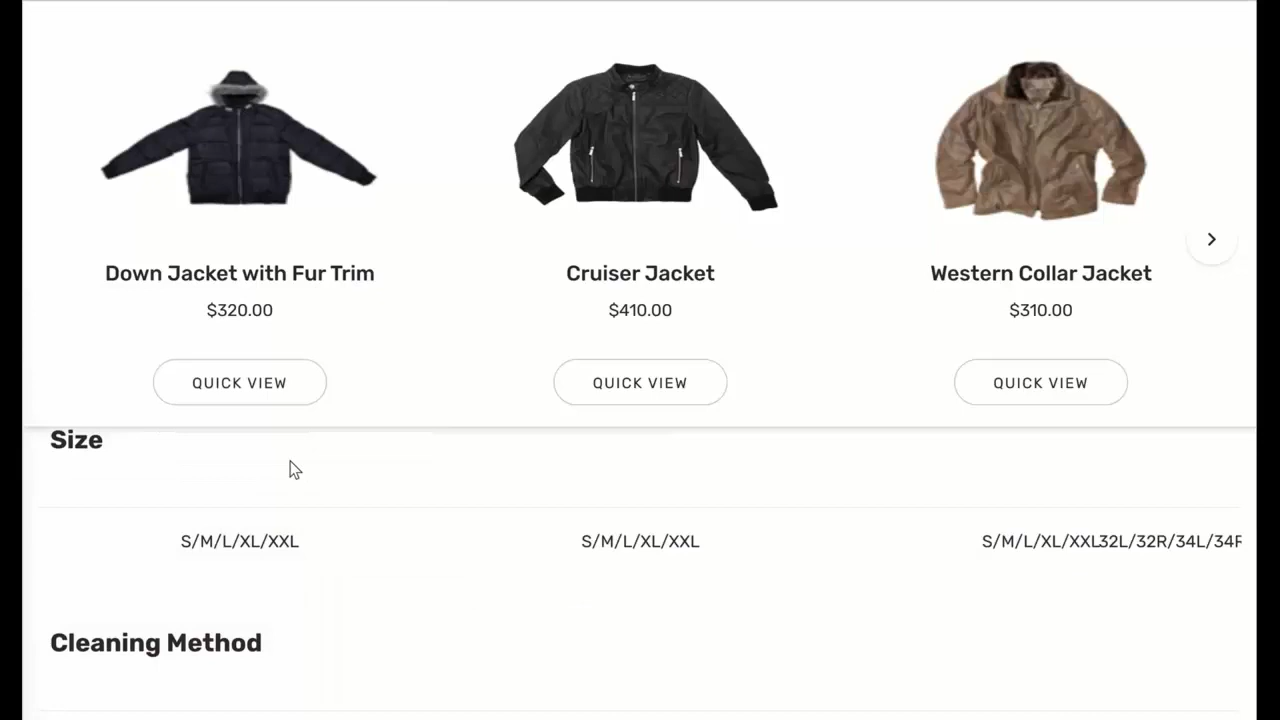 Down Jacket with Fur Trim
$320.00
QUICK VIEW
Cruiser Jacket
$410.00
QUICK VIEW
Western Collar Jacket
$310.00
QUICK VIEW
Size
S/M/L/XL/XXL
S/M/L/XL/XXL
S/M/L/XL/XXL32L/32R/34L/34R
Cleaning Method